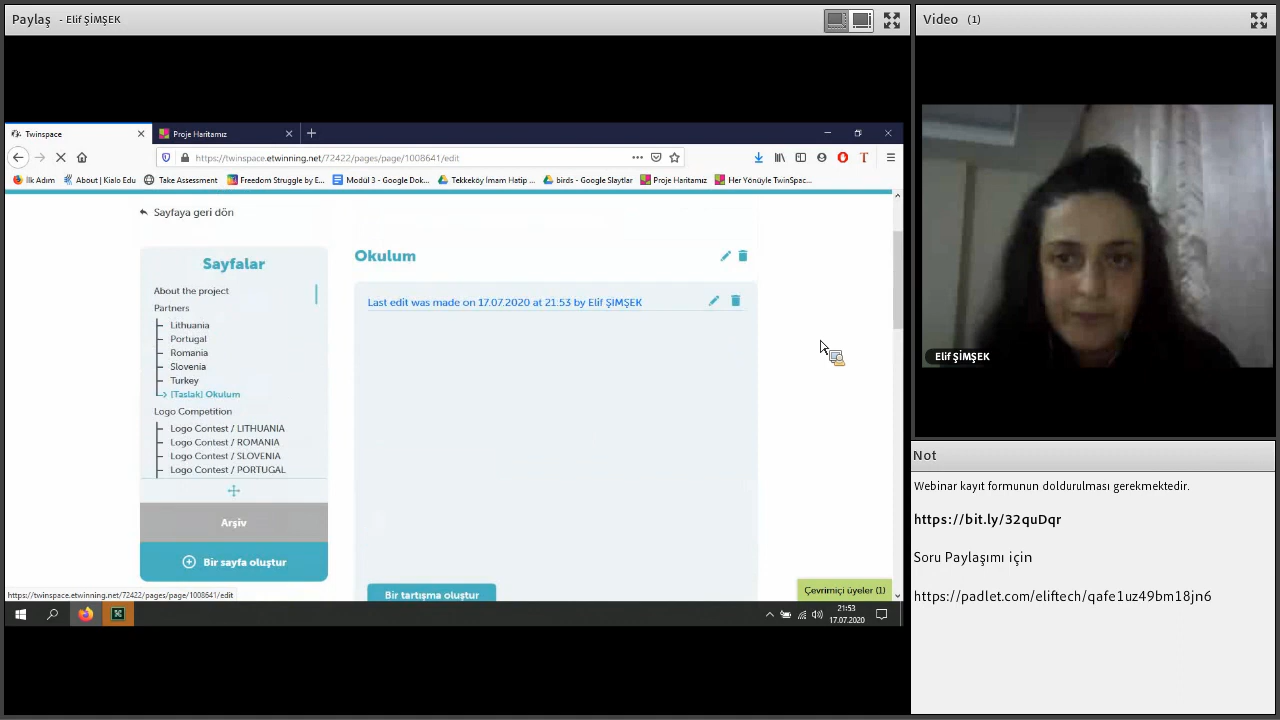 Paylaş - Elif ŞİMŞEK
Twinspace
Proje Haritamız
https://twinspace.etwinning.net/72422/pages/page/1008641/edit
İlk Adım
About | Kialo Edu
Take Assessment
Freedom Struggle by E...
Modül 3 - Google Dok...
Tekkeköy İmam Hatip ...
birds - Google Slaytlar
Proje Haritamız
Her Yönüyle TwinSpac...
Sayfaya geri dön
Sayfalar
About the project
Partners
Lithuania
Portugal
Romania
Slovenia
Turkey
[Taslak] Okulum
Logo Competition
Logo Contest / LITHUANIA
Logo Contest / ROMANIA
Logo Contest / SLOVENIA
Logo Contest / PORTUGAL
Arşiv
Bir sayfa oluştur
Okulum
Last edit was made on 17.07.2020 at 21:53 by Elif ŞİMŞEK
Bir tartışma oluştur
Çevrimiçi üyeler (1)
https://twinspace.etwinning.net/72422/pages/page/1008641/edit
21:53
17.07.2020
Video (1)
Elif ŞİMŞEK
Not
Webinar kayıt formunun doldurulması gerekmektedir.
https://bit.ly/32quDqr
Soru Paylaşımı için
https://padlet.com/eliftech/qafe1uz49bm18jn6